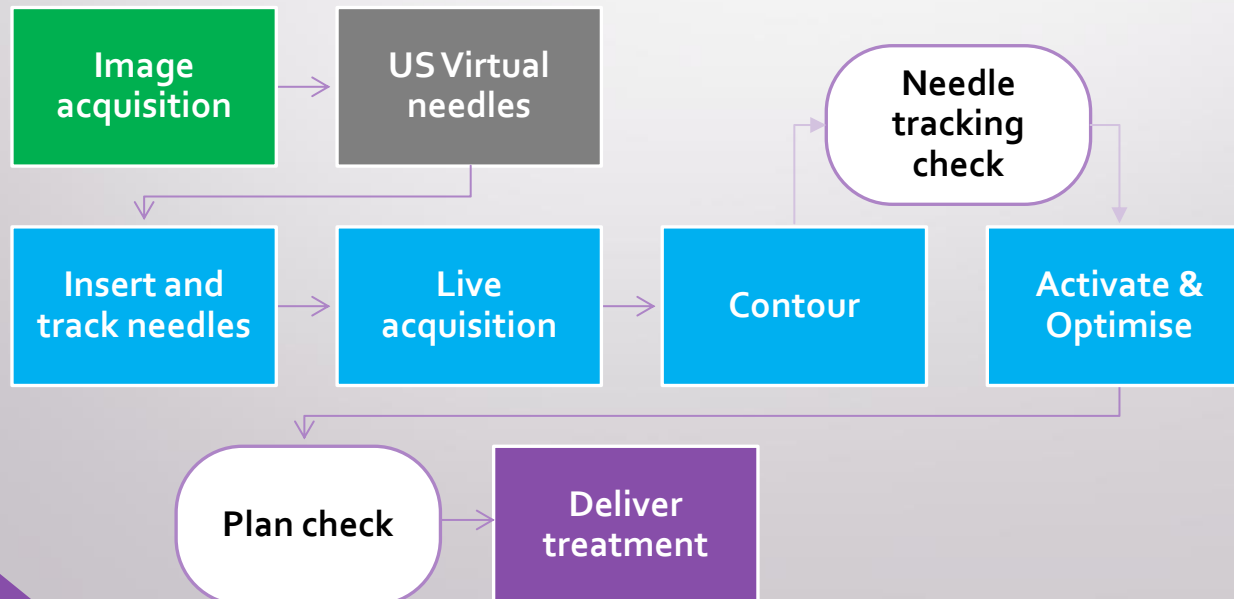 Image
acquisition
US Virtual
needles
Needle
tracking
check
Insert and
track needles
Live
acquisition
Contour
Activate &
Optimise
Plan check
Deliver
treatment